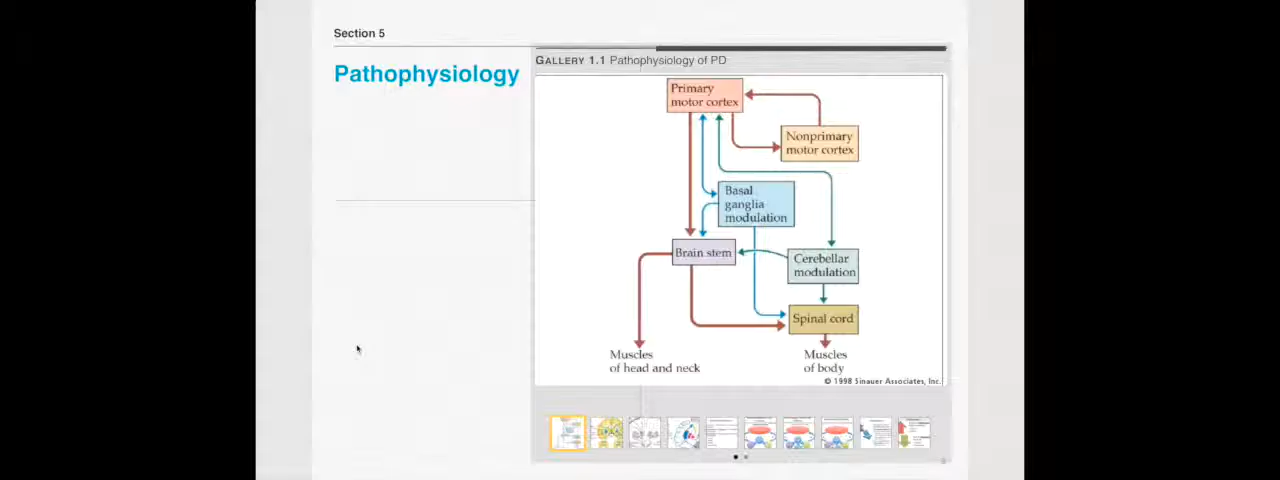 Section 5
Pathophysiology
GALLERY 1.1 Pathophysiology of PD
Primary
motor cortex
Nonprimary
motor cortex
Basal
ganglia
modulation
Brain stem
Cerebellar
modulation
Spinal cord
Muscles
of head and neck
Muscles
of body
© 1998 Sinauer Associates, Inc.